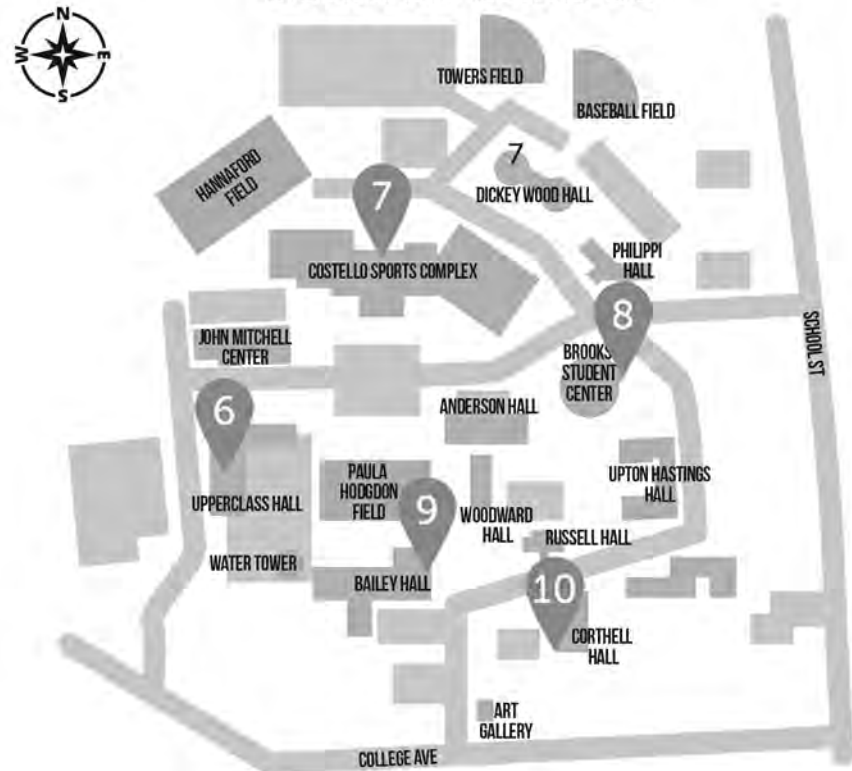 N
W
E
S
TOWERS FIELD
BASEBALL FIELD
7
HANNAFORD
FIELD
7
DICKEY WOOD HALL
PHILIPPI
HALL
COSTELLO SPORTS COMPLEX
8
JOHN MITCHELL
CENTER
BROOKS
STUDENT
CENTER
SCHOOL ST
6
ANDERSON HALL
PAULA
HODGDON
FIELD
UPTON HASTINGS
HALL
UPPERCLASS HALL
9
WOODWARD
HALL
RUSSELL HALL
WATER TOWER
BAILEY HALL
10
CORTHELL
HALL
ART
GALLERY
COLLEGE AVE